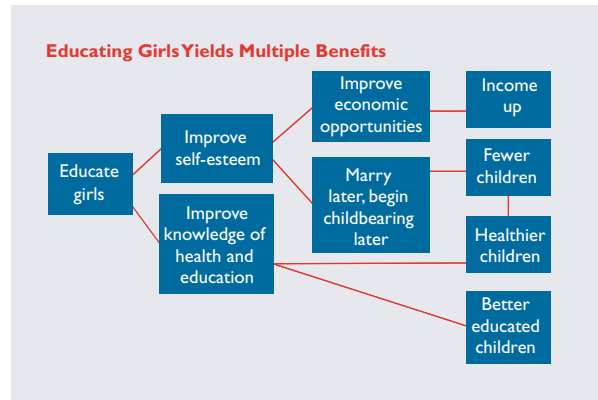 Educating Girls Yields Multiple Benefits
Educate
girls
Improve
self-esteem
Improve
knowledge of
health and
education
Improve
economic
opportunities
Marry
later, begin
childbearing
later
Income
up
Fewer
children
Healthier
children
Better
educated
children